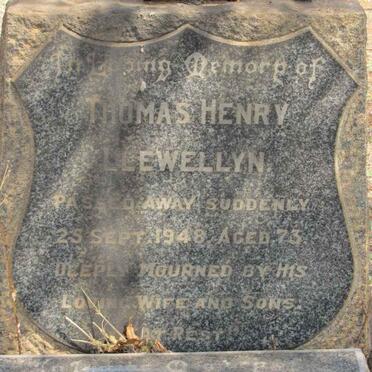 In Loving Memory of
THOMAS HENRY
LLEWELLYN
PASSED AWAY SUDDENLY
23 SEPT. 1948, AGED 73.
DEEPLY MOURNED BY HIS
LOVING WIFE AND SONS.
"AT REST"